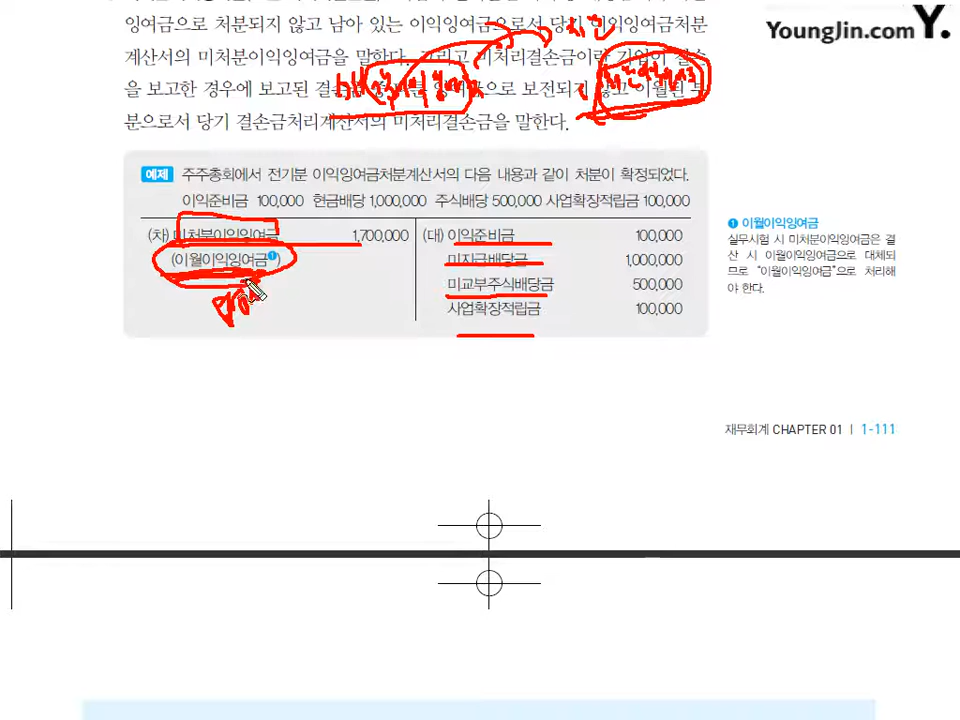 잉여금으로 처분되지 않고 남아 있는 이익잉여금으로서 당기 이익잉여금처분
계산서의 미처분이익잉여금을 말한다. 그리고 미처리결손금이란 기업이 결손
을 보고한 경우에 보고된 결손금 으로 보전되지 않고 이월된 부
분으로서 당기 결손금처리계산서의 미처리결손금을 말한다.
YoungJin.com Y.
예제 주주총회에서 전기분 이익잉여금처분계산서의 다음 내용과 같이 처분이 확정되었다.
이익준비금 100,000 현금배당 1,000,000 주식배당 500,000 사업확장적립금 100,000
(차) 미처분이익잉여금 1,700,000 (대) 이익준비금 100,000
(이월이익잉여금❶) 미지급배당금 1,000,000
미교부주식배당금 500,000
사업확장적립금 100,000
❶ 이월이익잉여금
실무시험 시 미처분이익잉여금은 결
산 시 이월이익잉여금으로 대체되
므로 “이월이익잉여금”으로 처리해
야 한다.
재무회계 CHAPTER 01 | 1-111